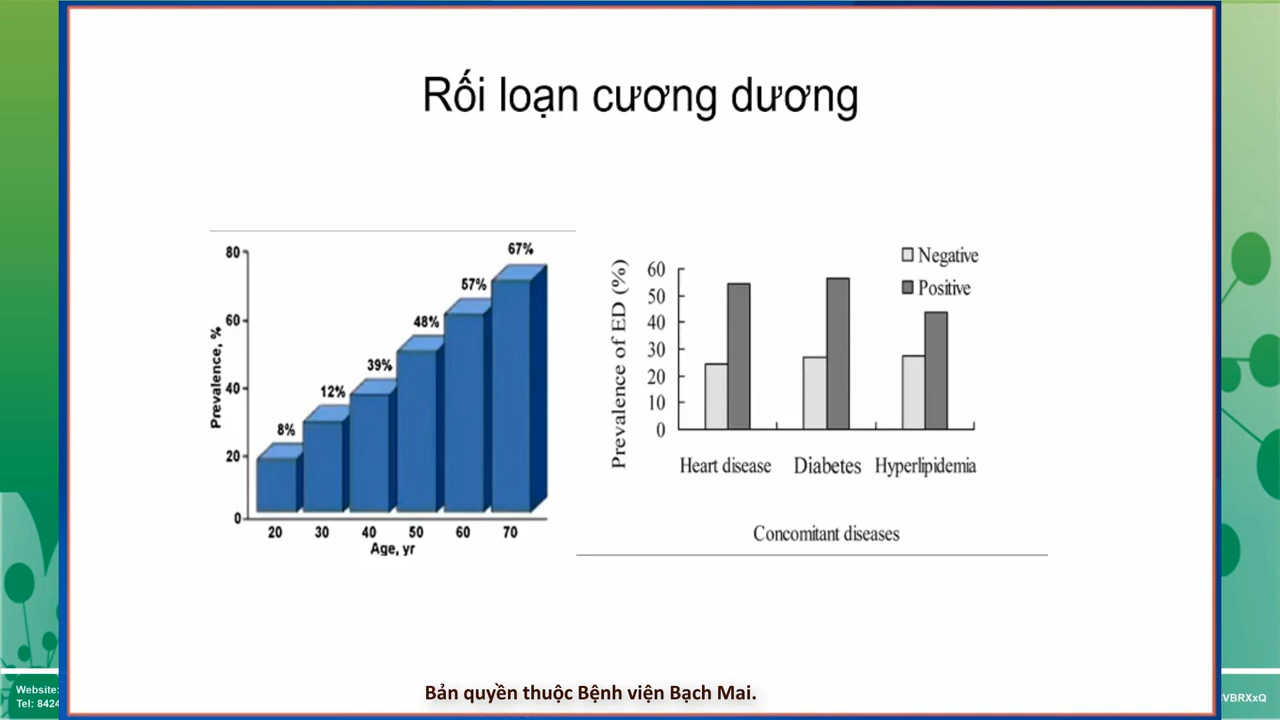 Rối loạn cương dương
80
60
40
20
0
Prevalence, %
8%
12%
39%
48%
57%
67%
20 30 40 50 60 70
Age, yr
Prevalence of ED (%)
60
50
40
30
20
10
0
Negative
Positive
Heart disease Diabetes Hyperlipidemia
Concomitant diseases
Website:
Tel: 8424
VBRXxQ
Bản quyền thuộc Bệnh viện Bạch Mai.